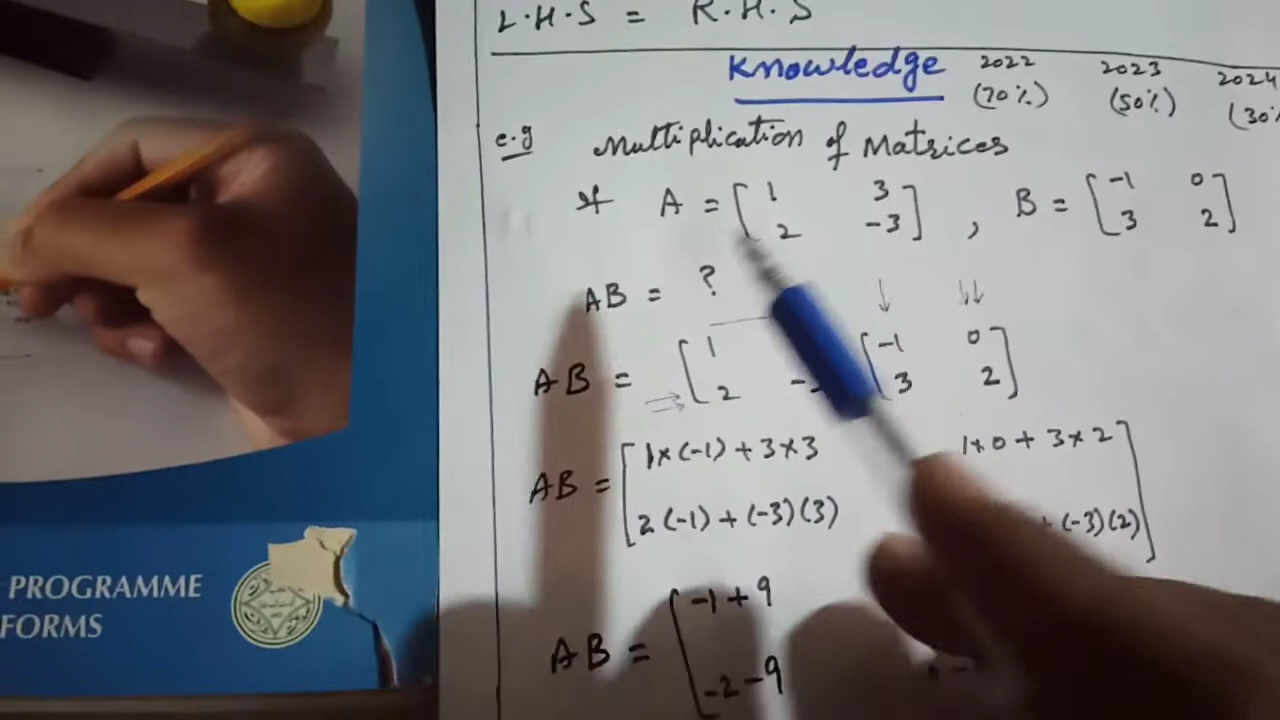 L.H.S = R.H.S
Knowledge 2022 2023 2024
(70%) (50%) (30%
e.g Multiplication of Matrices
If A = [1 3 , B = [-1 0
2 -3] 3 2]
AB = ?
AB = [1 [-1 0
2 3 2]
AB = [1×(-1) + 3×3 1×0 + 3×2
2(-1) + (-3)(3) + (-3)(2)]
AB = [-1 + 9
-2 - 9
PROGRAMME
FORMS